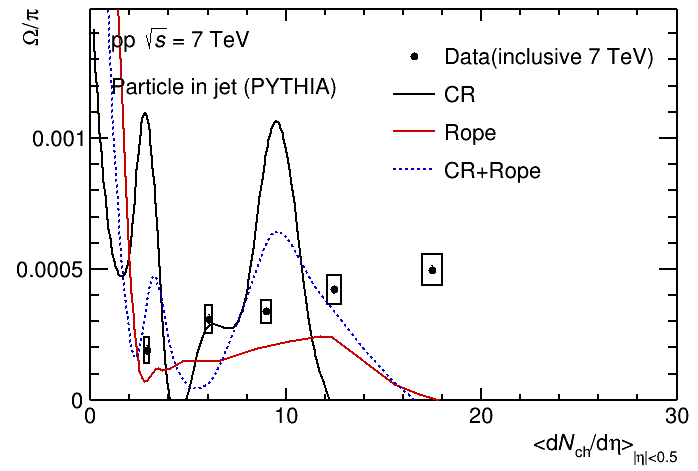 Ω/π
pp √s = 7 TeV
Particle in jet (PYTHIA)
Data(inclusive 7 TeV)
CR
Rope
CR+Rope
0.001
0.0005
0
0 10 20 30
<dNch/dη>|η|<0.5